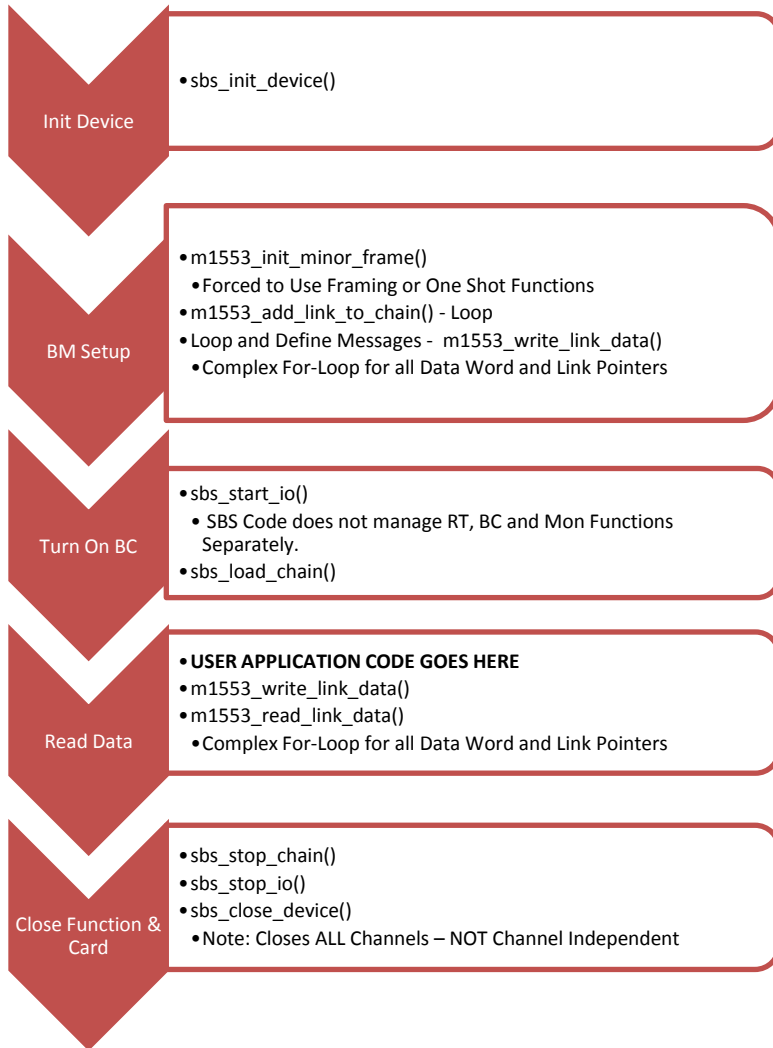 Init Device
•sbs_init_device()
BM Setup
•m1553_init_minor_frame()
•Forced to Use Framing or One Shot Functions
•m1553_add_link_to_chain() - Loop
•Loop and Define Messages - m1553_write_link_data()
•Complex For-Loop for all Data Word and Link Pointers
Turn On BC
•sbs_start_io()
• SBS Code does not manage RT, BC and Mon Functions
Separately.
•sbs_load_chain()
Read Data
•USER APPLICATION CODE GOES HERE
•m1553_write_link_data()
•m1553_read_link_data()
•Complex For-Loop for all Data Word and Link Pointers
Close Function &
Card
•sbs_stop_chain()
•sbs_stop_io()
•sbs_close_device()
•Note: Closes ALL Channels – NOT Channel Independent